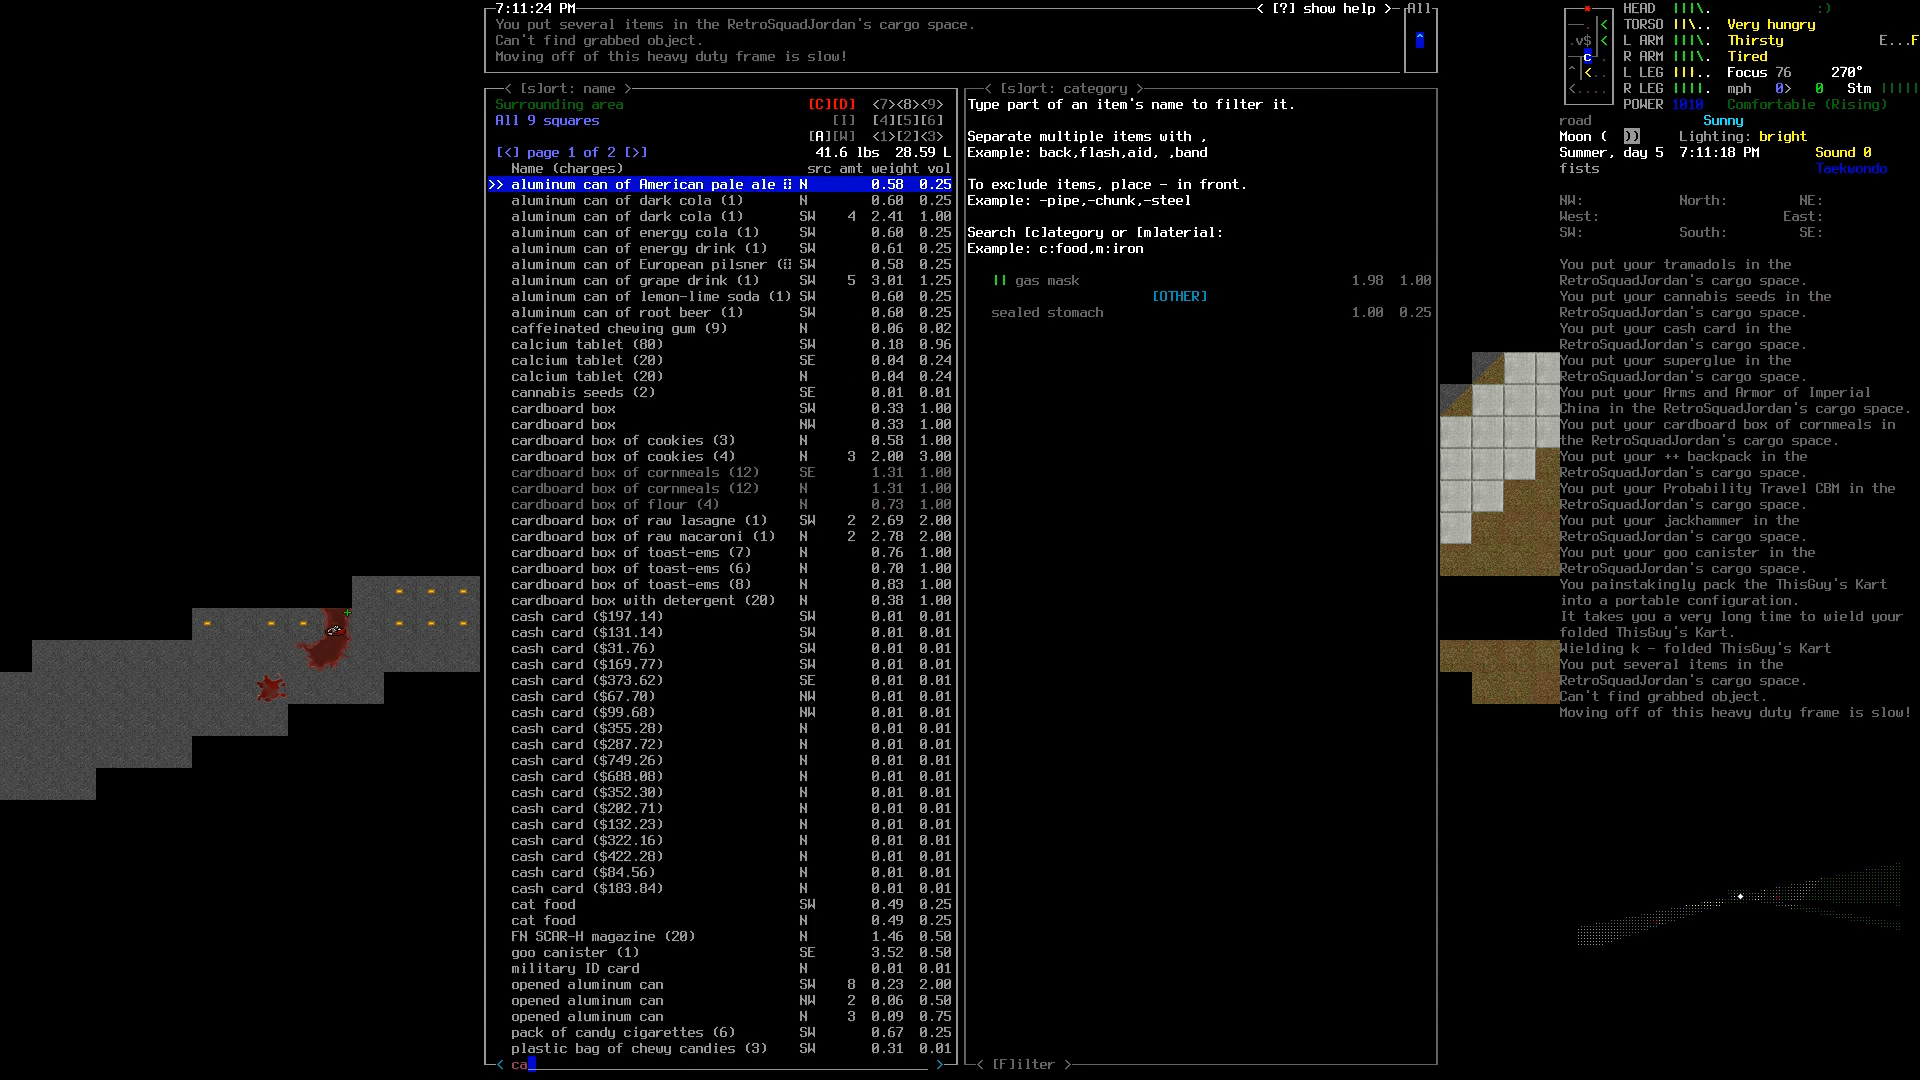 7:11:24 PM < [?] show help > All
You put several items in the RetroSquadJordan's cargo space.
Can't find grabbed object.
Moving off of this heavy duty frame is slow!
< [s]ort: name >
Surrounding area [C][D] <7><8><9>
All 9 squares [I] [4][5][6]
[A][W] <1>[2]<3>
[<] page 1 of 2 [>] 41.6 lbs 28.59 L
Name (charges) src amt weight vol
>> aluminum can of American pale ale N 0.58 0.25
aluminum can of dark cola (1) N 0.60 0.25
aluminum can of dark cola (1) SW 4 2.41 1.00
aluminum can of energy cola (1) SW 0.60 0.25
aluminum can of energy drink (1) SW 0.61 0.25
aluminum can of European pilsner ( SW 0.58 0.25
aluminum can of grape drink (1) SW 5 3.01 1.25
aluminum can of lemon-lime soda (1) SW 0.60 0.25
aluminum can of root beer (1) SW 0.60 0.25
caffeinated chewing gum (9) N 0.06 0.02
calcium tablet (80) SW 0.18 0.96
calcium tablet (20) SE 0.04 0.24
calcium tablet (20) N 0.04 0.24
cannabis seeds (2) SE 0.01 0.01
cardboard box SW 0.33 1.00
cardboard box NW 0.33 1.00
cardboard box of cookies (3) N 0.58 1.00
cardboard box of cookies (4) N 3 2.00 3.00
cardboard box of cornmeals (12) SE 1.31 1.00
cardboard box of cornmeals (12) N 1.31 1.00
cardboard box of flour (4) N 0.73 1.00
cardboard box of raw lasagne (1) SW 2 2.69 2.00
cardboard box of raw macaroni (1) N 2 2.78 2.00
cardboard box of toast-ems (7) N 0.76 1.00
cardboard box of toast-ems (6) N 0.70 1.00
cardboard box of toast-ems (8) N 0.83 1.00
cardboard box with detergent (20) N 0.38 1.00
cash card ($197.14) SW 0.01 0.01
cash card ($131.14) SW 0.01 0.01
cash card ($31.76) SW 0.01 0.01
cash card ($169.77) SW 0.01 0.01
cash card ($373.62) SE 0.01 0.01
cash card ($67.70) NW 0.01 0.01
cash card ($99.68) NW 0.01 0.01
cash card ($355.28) N 0.01 0.01
cash card ($287.72) N 0.01 0.01
cash card ($749.26) N 0.01 0.01
cash card ($688.08) N 0.01 0.01
cash card ($352.30) N 0.01 0.01
cash card ($202.71) N 0.01 0.01
cash card ($132.23) N 0.01 0.01
cash card ($322.16) N 0.01 0.01
cash card ($422.28) N 0.01 0.01
cash card ($84.56) N 0.01 0.01
cash card ($183.84) N 0.01 0.01
cat food SW 0.49 0.25
cat food N 0.49 0.25
FN SCAR-H magazine (20) N 1.46 0.50
goo canister (1) SE 3.52 0.50
military ID card N 0.01 0.01
opened aluminum can SW 8 0.23 2.00
opened aluminum can NW 2 0.06 0.50
opened aluminum can N 3 0.09 0.75
pack of candy cigarettes (6) SW 0.67 0.25
plastic bag of chewy candies (3) SW 0.31 0.01
< ca >
< [s]ort: category >
Type part of an item's name to filter it.
Separate multiple items with ,
Example: back,flash,aid, ,band
To exclude items, place - in front.
Example: -pipe,-chunk,-steel
Search [c]ategory or [m]aterial:
Example: c:food,m:iron
|| gas mask 1.98 1.00
[OTHER]
sealed stomach 1.00 0.25
< [F]ilter >
HEAD |||\. :)
TORSO ||\.. Very hungry
L ARM |||\. Thirsty E...F
R ARM |||\. Tired
L LEG |||.. Focus 76 270°
R LEG ||||. mph 0> 0 Stm |||||
POWER 1010 Comfortable (Rising)
road Sunny
Moon ( )) Lighting: bright
Summer, day 5 7:11:18 PM Sound 0
fists Taekwondo
NW: North: NE:
West: East:
SW: South: SE:
You put your tramadols in the
RetroSquadJordan's cargo space.
You put your cannabis seeds in the
RetroSquadJordan's cargo space.
You put your cash card in the
RetroSquadJordan's cargo space.
You put your superglue in the
RetroSquadJordan's cargo space.
You put your Arms and Armor of Imperial
China in the RetroSquadJordan's cargo space.
You put your cardboard box of cornmeals in
the RetroSquadJordan's cargo space.
You put your ++ backpack in the
RetroSquadJordan's cargo space.
You put your Probability Travel CBM in the
RetroSquadJordan's cargo space.
You put your jackhammer in the
RetroSquadJordan's cargo space.
You put your goo canister in the
RetroSquadJordan's cargo space.
You painstakingly pack the ThisGuy's Kart
into a portable configuration.
It takes you a very long time to wield your
folded ThisGuy's Kart.
Wielding k - folded ThisGuy's Kart
You put several items in the
RetroSquadJordan's cargo space.
Can't find grabbed object.
Moving off of this heavy duty frame is slow!